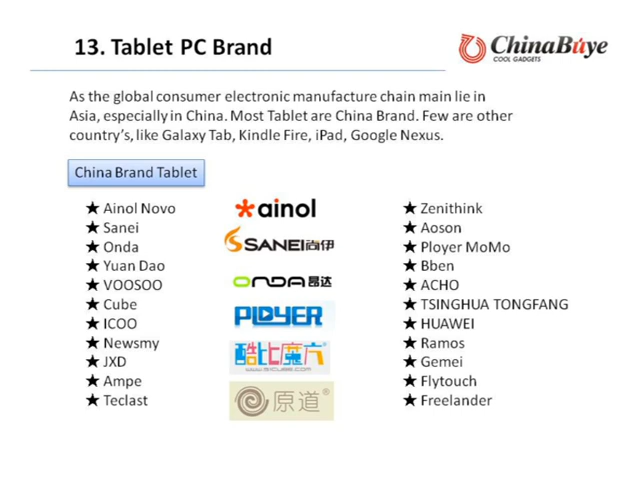 13. Tablet PC Brand
ChinaBuye
COOL GADGETS
As the global consumer electronic manufacture chain main lie in
Asia, especially in China. Most Tablet are China Brand. Few are other
country's, like Galaxy Tab, Kindle Fire, iPad, Google Nexus.
China Brand Tablet
★ Ainol Novo
★ Sanei
★ Onda
★ Yuan Dao
★ VOOSOO
★ Cube
★ ICOO
★ Newsmy
★ JXD
★ Ampe
★ Teclast
ainol
SANEI尚伊
ONDA 昂达
PLOYER
酷比魔方
原道®
★ Zenithink
★ Aoson
★ Ployer MoMo
★ Bben
★ ACHO
★ TSINGHUA TONGFANG
★ HUAWEI
★ Ramos
★ Gemei
★ Flytouch
★ Freelander